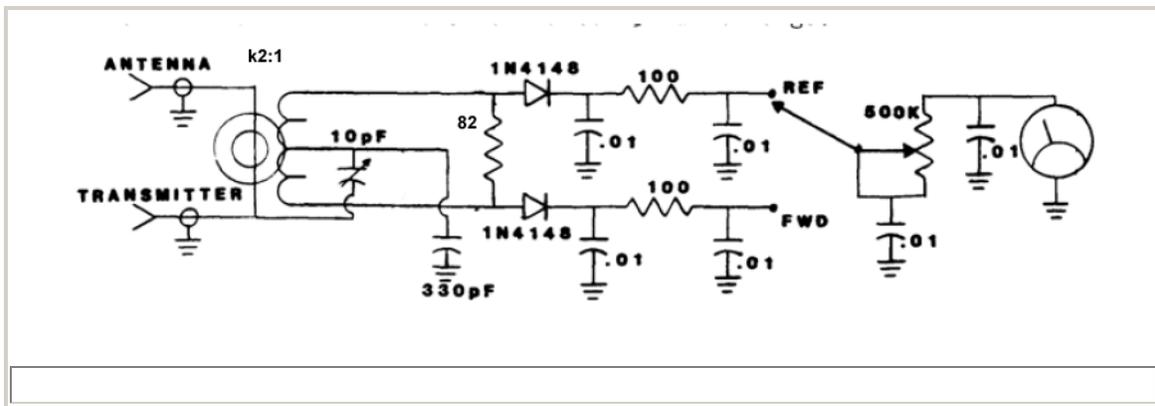 k2:1
ANTENNA
1N4148
100
REF
500K
82
10pF
.01
.01
.01
TRANSMITTER
100
1N4148
FWD
.01
.01
.01
330pF